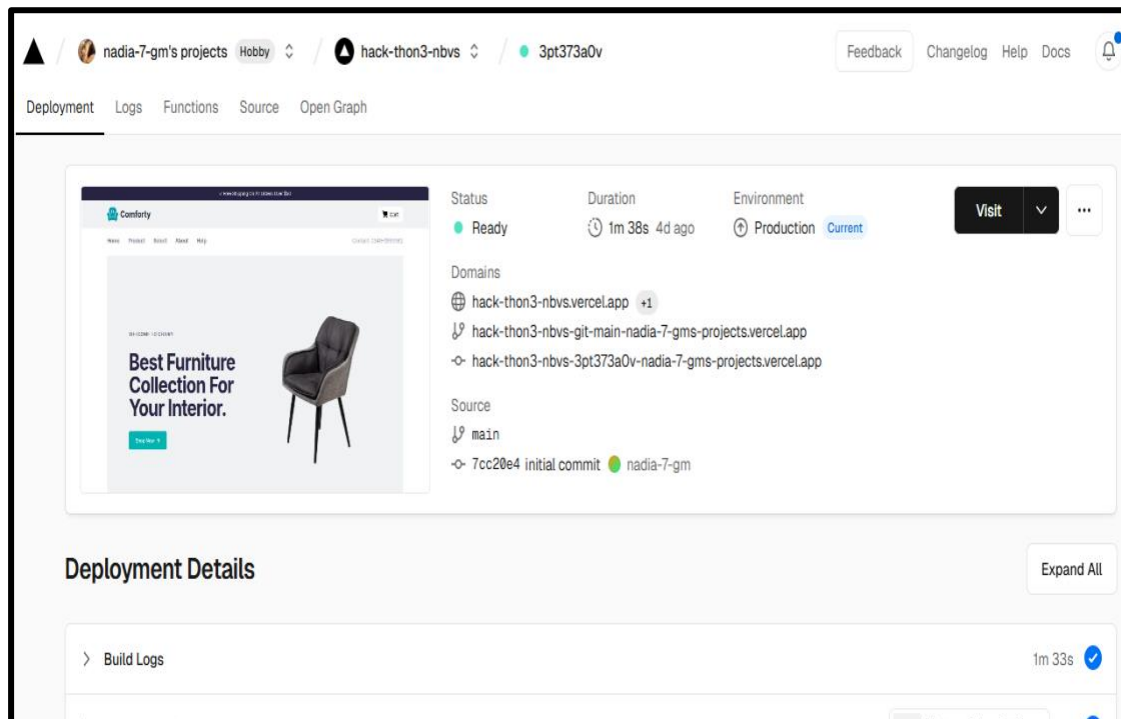 nadia-7-gm's projects Hobby / hack-thon3-nbvs / 3pt373a0v Feedback Changelog Help Docs
Deployment Logs Functions Source Open Graph
Comforty
Cart
Home Product About Help
Best Furniture
Collection For
Your Interior.
Status Duration Environment
Ready 1m 38s 4d ago Production Current
Visit
Domains
hack-thon3-nbvs.vercel.app +1
hack-thon3-nbvs-git-main-nadia-7-gms-projects.vercel.app
hack-thon3-nbvs-3pt373a0v-nadia-7-gms-projects.vercel.app
Source
main
7cc20e4 initial commit nadia-7-gm
Deployment Details
Expand All
Build Logs 1m 33s